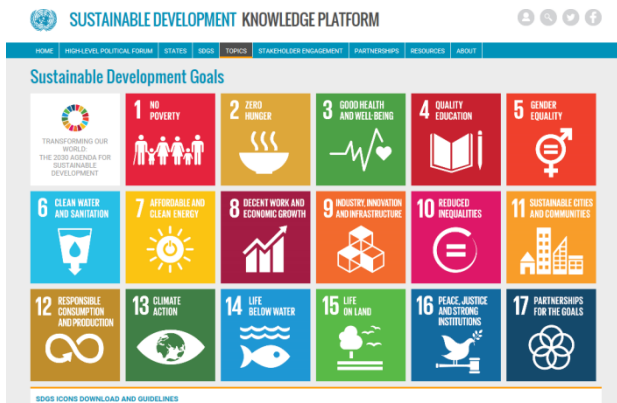 SUSTAINABLE DEVELOPMENT KNOWLEDGE PLATFORM
HOME HIGH-LEVEL POLITICAL FORUM STATES SDGS TOPICS STAKEHOLDER ENGAGEMENT PARTNERSHIPS RESOURCES ABOUT
Sustainable Development Goals
TRANSFORMING OUR
WORLD:
THE 2030 AGENDA FOR
SUSTAINABLE
DEVELOPMENT
1 NO
POVERTY
2 ZERO
HUNGER
3 GOOD HEALTH
AND WELL-BEING
4 QUALITY
EDUCATION
5 GENDER
EQUALITY
6 CLEAN WATER
AND SANITATION
7 AFFORDABLE AND
CLEAN ENERGY
8 DECENT WORK AND
ECONOMIC GROWTH
9 INDUSTRY, INNOVATION
AND INFRASTRUCTURE
10 REDUCED
INEQUALITIES
11 SUSTAINABLE CITIES
AND COMMUNITIES
12 RESPONSIBLE
CONSUMPTION
AND PRODUCTION
13 CLIMATE
ACTION
14 LIFE
BELOW WATER
15 LIFE
ON LAND
16 PEACE, JUSTICE
AND STRONG
INSTITUTIONS
17 PARTNERSHIPS
FOR THE GOALS
SDGS ICONS DOWNLOAD AND GUIDELINES